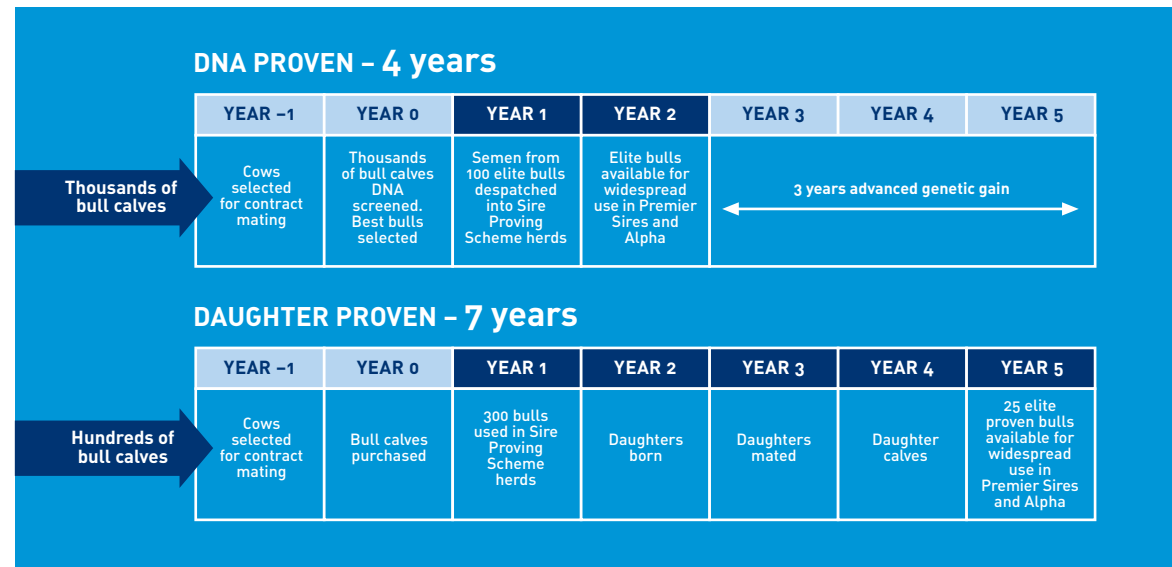 DNA PROVEN – 4 years
YEAR –1
YEAR 0
YEAR 1
YEAR 2
YEAR 3
YEAR 4
YEAR 5
Thousands of
bull calves
Cows
selected
for contract
mating
Thousands
of bull calves
DNA
screened.
Best bulls
selected
Semen from
100 elite bulls
despatched
into Sire
Proving
Scheme herds
Elite bulls
available for
widespread
use in Premier
Sires and
Alpha
3 years advanced genetic gain
DAUGHTER PROVEN – 7 years
YEAR –1
YEAR 0
YEAR 1
YEAR 2
YEAR 3
YEAR 4
YEAR 5
Hundreds of
bull calves
Cows
selected
for contract
mating
Bull calves
purchased
300 bulls
used in Sire
Proving
Scheme
herds
Daughters
born
Daughters
mated
Daughter
calves
25 elite
proven bulls
available for
widespread
use in
Premier Sires
and Alpha